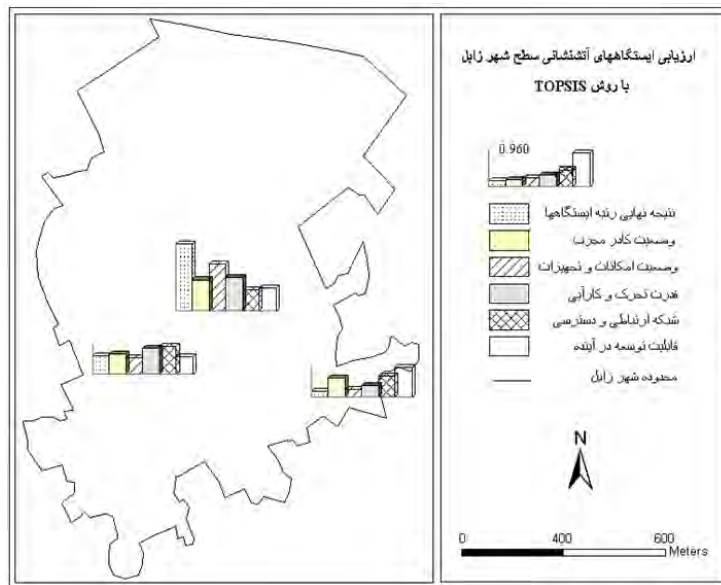 ارزیابی ایستگاههای آتشنشانی سطح شهر زابل
با روش TOPSIS
0.960
نتیجه نهایی رتبه ایستگاهها
وضعیت کادر مجرب
وضعیت امکانات و تجهیزات
قدرت تحرک و کارآیی
شبکه ارتباطی و دسترسی
قابلیت توسعه در آینده
محدوده شهر زابل
N
0 400 600
Meters